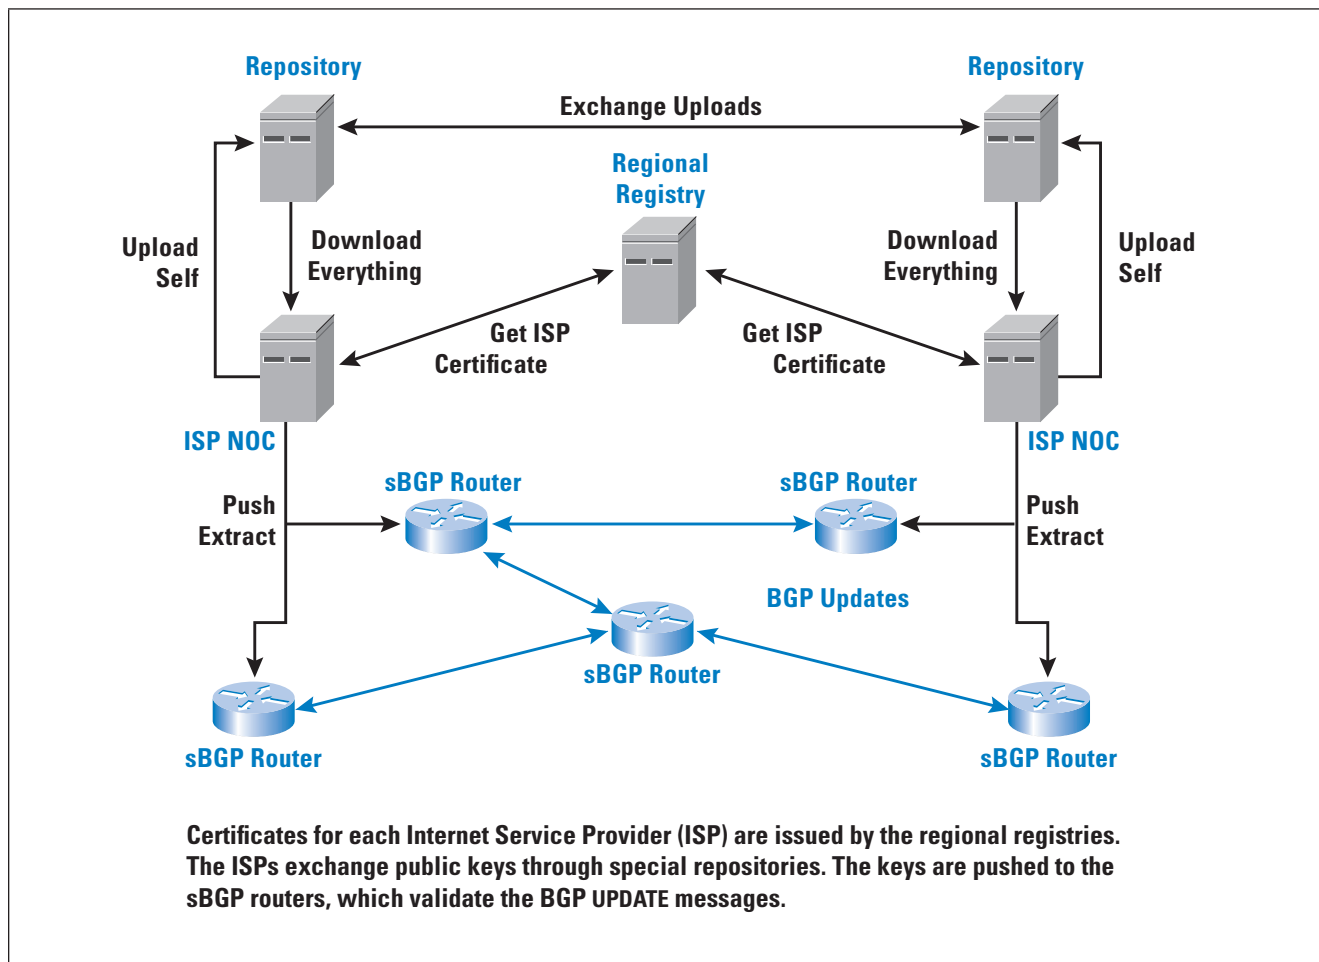 Repository
Repository
Exchange Uploads
Regional
Registry
Upload
Self
Download
Everything
Download
Everything
Upload
Self
Get ISP
Certificate
Get ISP
Certificate
ISP NOC
ISP NOC
sBGP Router
sBGP Router
Push
Extract
Push
Extract
BGP Updates
sBGP Router
sBGP Router
sBGP Router
Certificates for each Internet Service Provider (ISP) are issued by the regional registries.
The ISPs exchange public keys through special repositories. The keys are pushed to the
sBGP routers, which validate the BGP UPDATE messages.